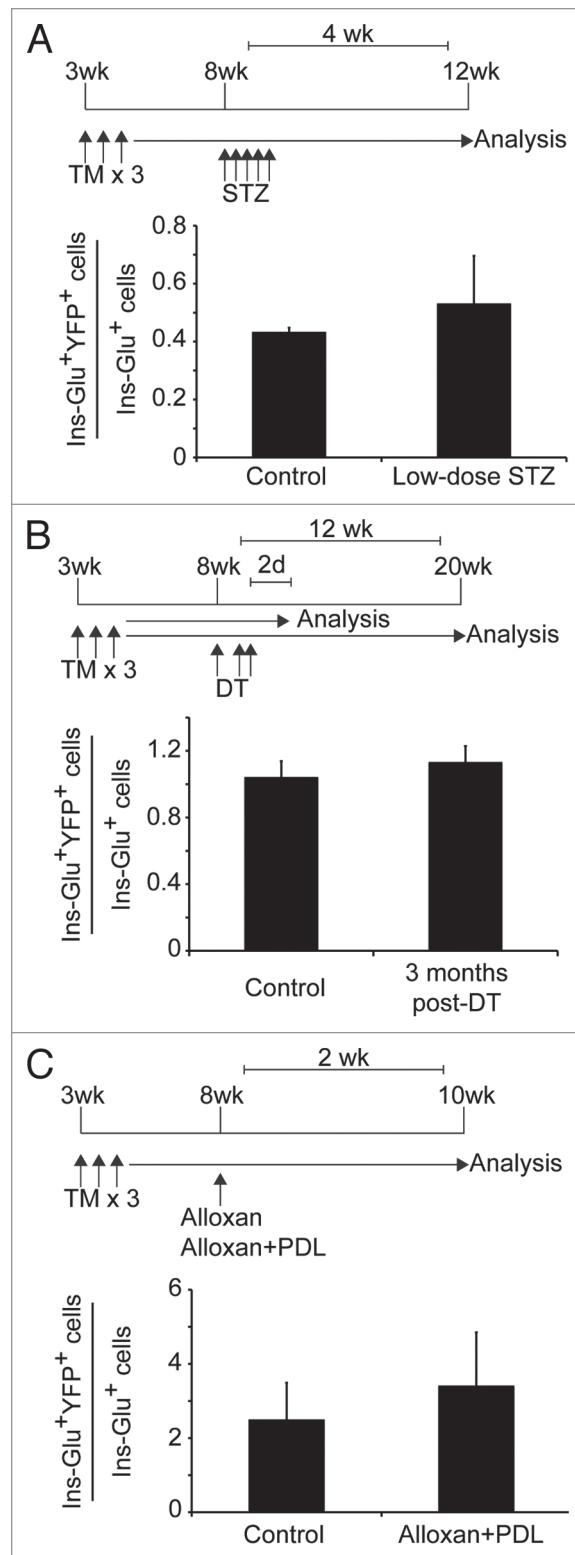 A
4 wk
3wk 8wk 12wk
Analysis
TM x 3
STZ
Ins-Glu⁺YFP⁺ cells
Ins-Glu⁺ cells
0.8
0.6
0.4
0.2
0
Control Low-dose STZ
B
12 wk
3wk 8wk 2d 20wk
Analysis
Analysis
TM x 3
DT
Ins-Glu⁺YFP⁺ cells
Ins-Glu⁺ cells
1.2
0.8
0.4
0
Control 3 months
post-DT
C
2 wk
3wk 8wk 10wk
Analysis
TM x 3
Alloxan
Alloxan+PDL
Ins-Glu⁺YFP⁺ cells
Ins-Glu⁺ cells
6
4
2
0
Control Alloxan+PDL